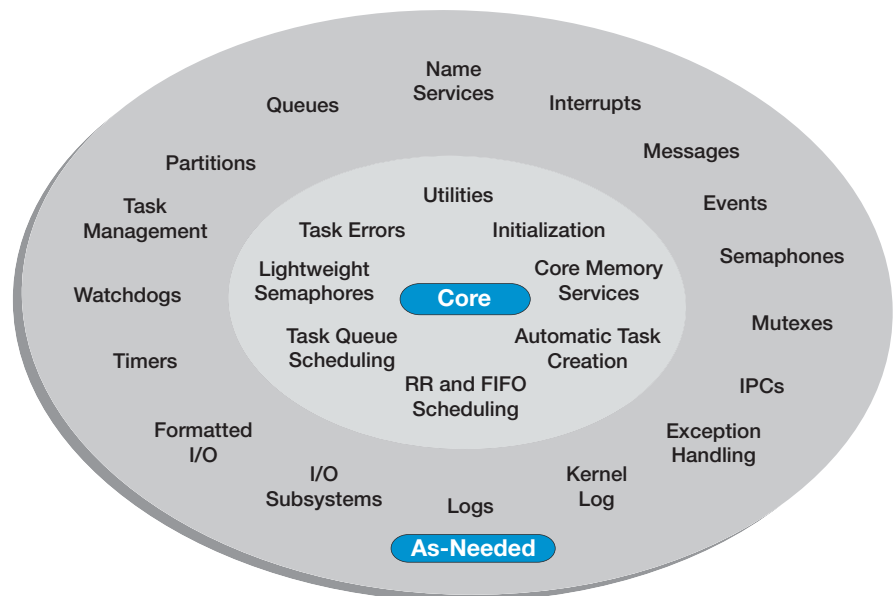 Name
Services
Queues
Interrupts
Messages
Partitions
Events
Task
Management
Semaphones
Watchdogs
Mutexes
Timers
IPCs
Formatted
I/O
Exception
Handling
I/O
Subsystems
Kernel
Log
Logs
As-Needed
Utilities
Task Errors
Initialization
Lightweight
Semaphores
Core Memory
Services
Core
Task Queue
Scheduling
Automatic Task
Creation
RR and FIFO
Scheduling